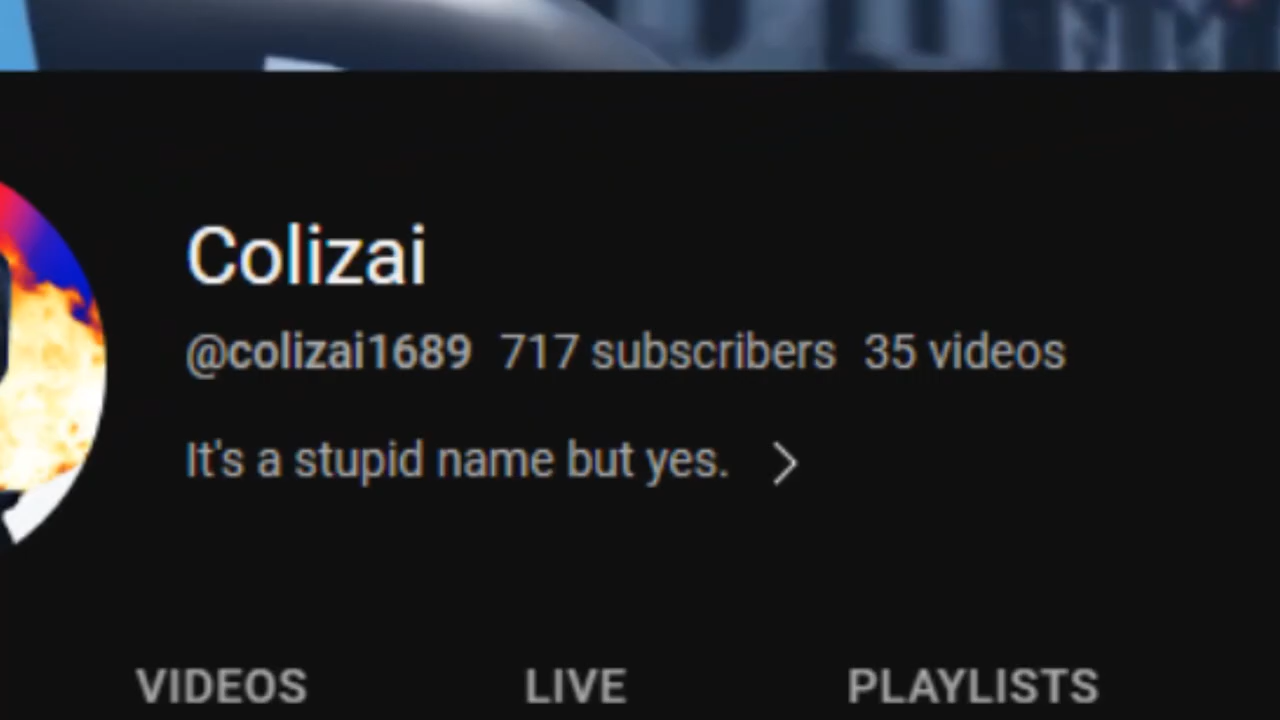 Colizai
@colizai1689 717 subscribers 35 videos
It's a stupid name but yes.
VIDEOS LIVE PLAYLISTS